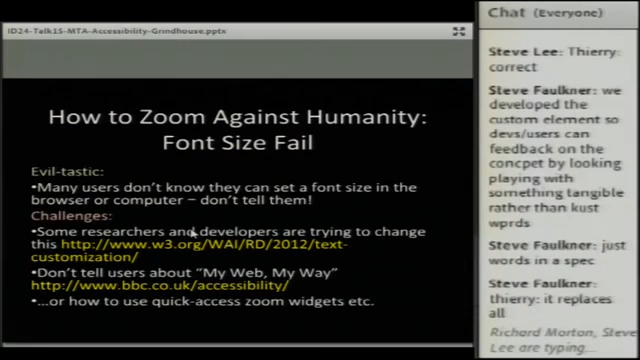 ID24-Talk15-MTA-Accessibility-Grindhouse.pptx
How to Zoom Against Humanity:
Font Size Fail
Evil-tastic:
•Many users don't know they can set a font size in the
browser or computer – don't tell them!
Challenges:
•Some researchers and developers are trying to change
this http://www.w3.org/WAI/RD/2012/text-
customization/
•Don't tell users about "My Web, My Way"
http://www.bbc.co.uk/accessibility/
•...or how to use quick-access zoom widgets etc.
Chat (Everyone)
Steve Lee: Thierry:
correct
Steve Faulkner: we
developed the
custom element so
devs/users can
feedback on the
concpet by looking
playing with
something tangible
rather than kust
wprds
Steve Faulkner: just
words in a spec
Steve Faulkner:
thierry: it replaces
all
Richard Morton, Steve
Lee are typing...